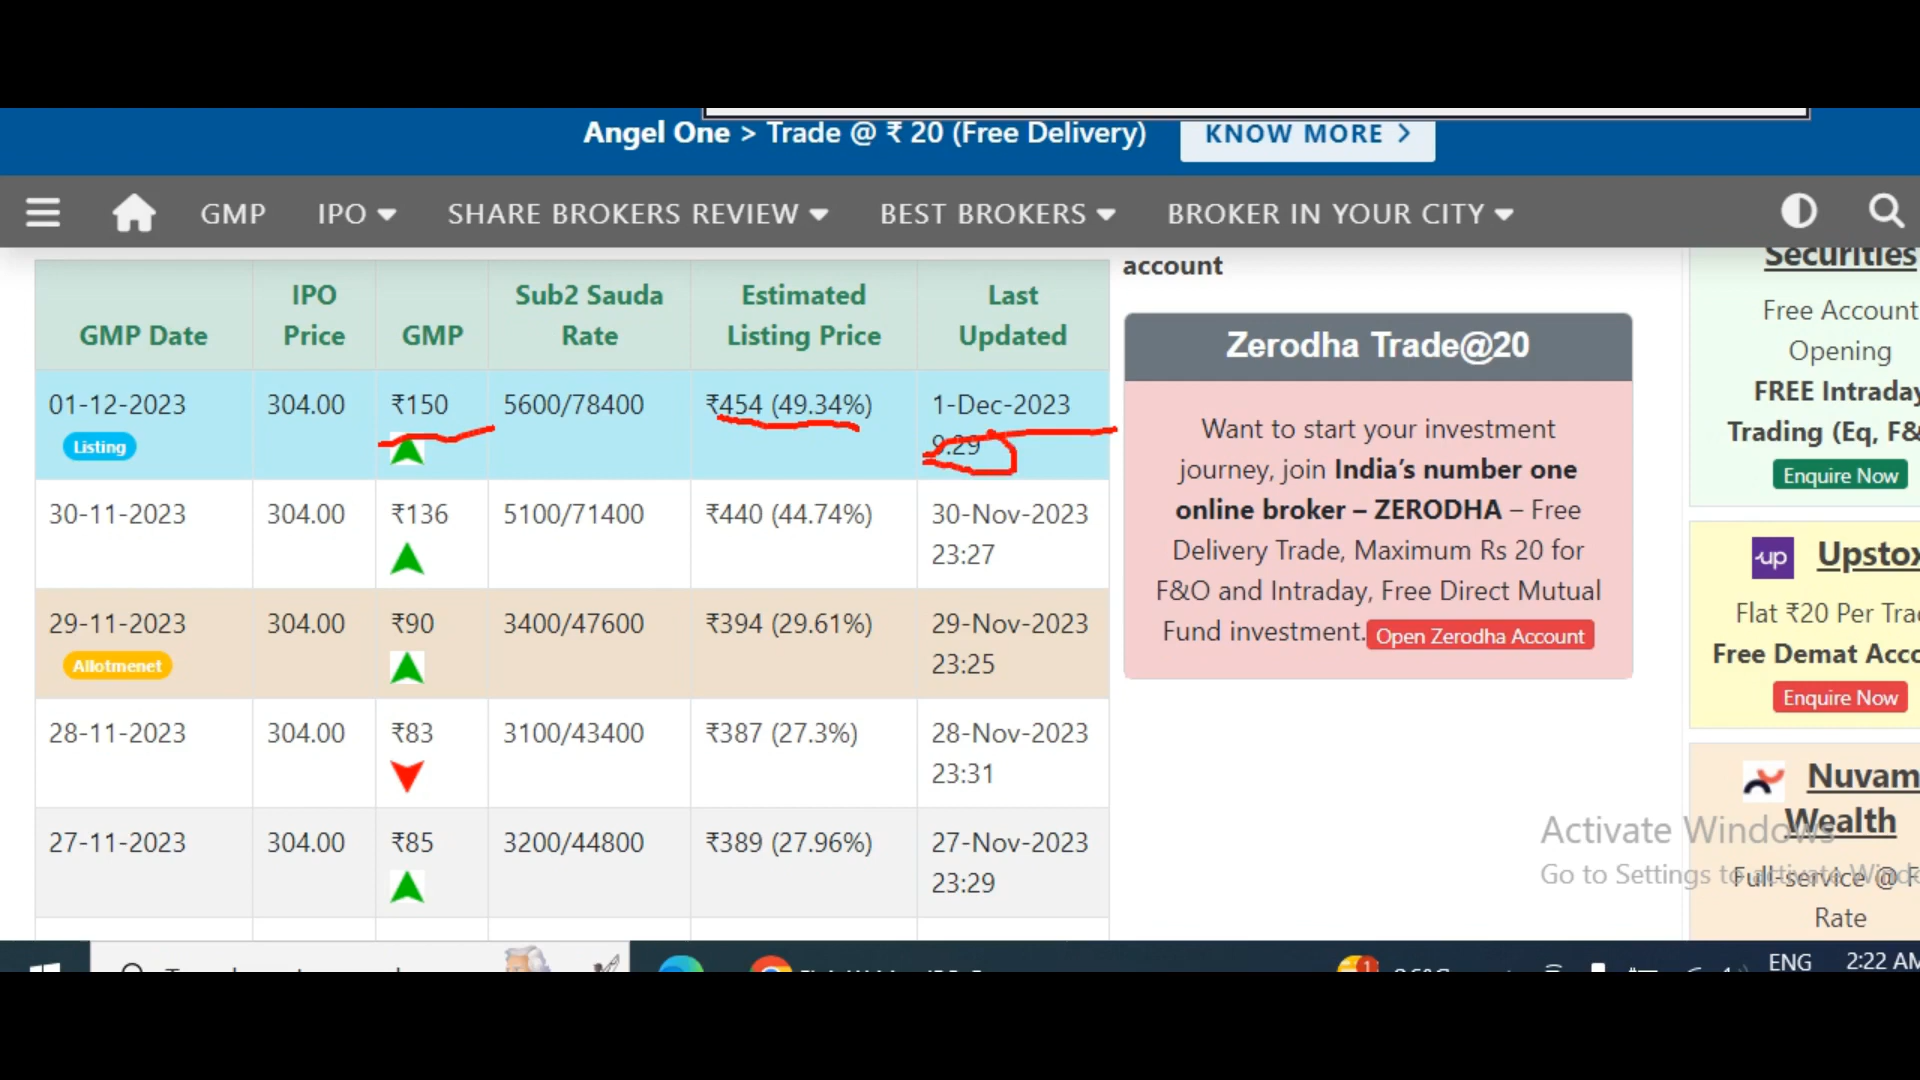 Angel One > Trade @ ₹ 20 (Free Delivery)
KNOW MORE >
GMP
IPO
SHARE BROKERS REVIEW
BEST BROKERS
BROKER IN YOUR CITY
GMP Date
IPO Price
GMP
Sub2 Sauda Rate
Estimated Listing Price
Last Updated
01-12-2023
Listing
304.00
₹150
5600/78400
₹454 (49.34%)
1-Dec-2023
9:29
30-11-2023
304.00
₹136
5100/71400
₹440 (44.74%)
30-Nov-2023
23:27
29-11-2023
Allotmenet
304.00
₹90
3400/47600
₹394 (29.61%)
29-Nov-2023
23:25
28-11-2023
304.00
₹83
3100/43400
₹387 (27.3%)
28-Nov-2023
23:31
27-11-2023
304.00
₹85
3200/44800
₹389 (27.96%)
27-Nov-2023
23:29
account
Zerodha Trade@20
Want to start your investment
journey, join India's number one
online broker – ZERODHA – Free
Delivery Trade, Maximum Rs 20 for
F&O and Intraday, Free Direct Mutual
Fund investment. Open Zerodha Account
Securities
Free Account
Opening
FREE Intraday
Trading (Eq, F&
Enquire Now
up Upstox
Flat ₹20 Per
Free Demat
Enquire Now
Nuvam
Wealth
Full-service @
Rate
Activate Windows
Go to Settings to activate
ENG
2:22 AM